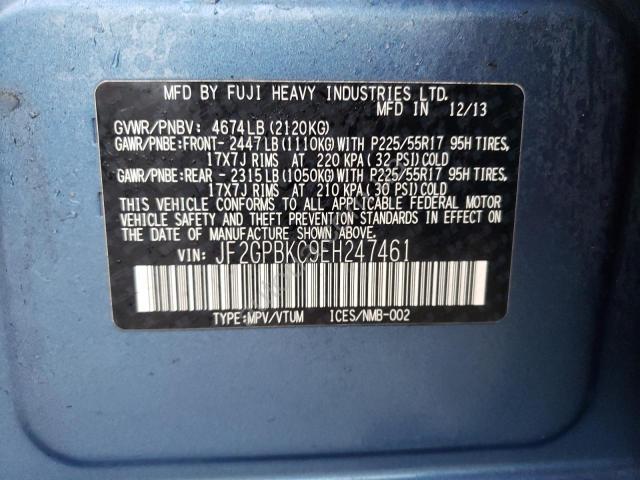 MFD BY FUJI HEAVY INDUSTRIES LTD.
MFD IN 12/13
GVWR/PNBV: 4674LB(2120KG)
GAWR/PNBE:FRONT- 2447LB(1110KG)WITH P225/55R17 95H TIRES,
17X7J RIMS AT 220 KPA(32 PSI)COLD
GAWR/PNBE:REAR - 2315LB(1050KG)WITH P225/55R17 95H TIRES,
17X7J RIMS AT 210 KPA(30 PSI)COLD
THIS VEHICLE CONFORMS TO ALL APPLICABLE FEDERAL MOTOR
VEHICLE SAFETY AND THEFT PREVENTION STANDARDS IN EFFECT ON
THE DATE OF MANUFACTURE SHOWN ABOVE.
VIN: JF2GPBKC9EH247461
TYPE:MPV/VTUM ICES/NMB-002